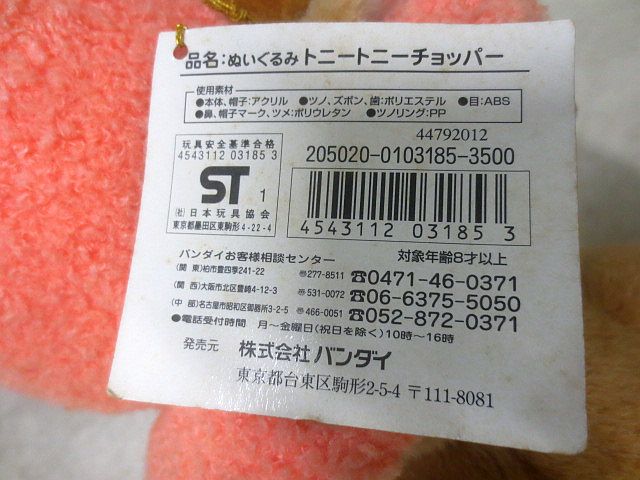 品名:ぬいぐるみ トニートニーチョッパー
使用素材
●本体、帽子:アクリル ●ツノ、ズボン、歯:ポリエステル ●目:ABS
●鼻、帽子マーク、ツメ:ポリウレタン ●ツノリング:PP
44792012
玩具安全基準合格
4543112 03185 3
ST 1
(社)日本玩具協会
東京都墨田区東駒形4-22-4
205020-0103185-3500
4543112 03185 3
バンダイお客様相談センター 対象年齢8才以上
(関 東)柏市豊四季241-22 〠277-8511 ☎0471-46-0371
(関 西)大阪市北区豊崎4-12-3 〠531-0072 ☎06-6375-5050
(中 部)名古屋市昭和区御器所3-2-5 〠466-0051 ☎052-872-0371
●電話受付時間 月～金曜日(祝日を除く)10時～16時
発売元 株式会社 バンダイ
東京都台東区駒形2-5-4 〒111-8081